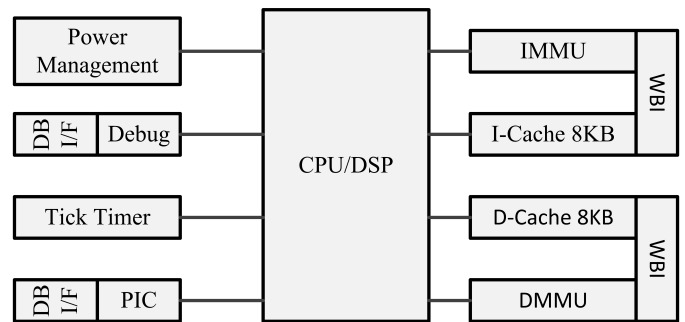 Power
Management
DB
I/F
Debug
Tick Timer
DB
I/F
PIC
CPU/DSP
IMMU
I-Cache 8KB
WBI
D-Cache 8KB
DMMU
WBI